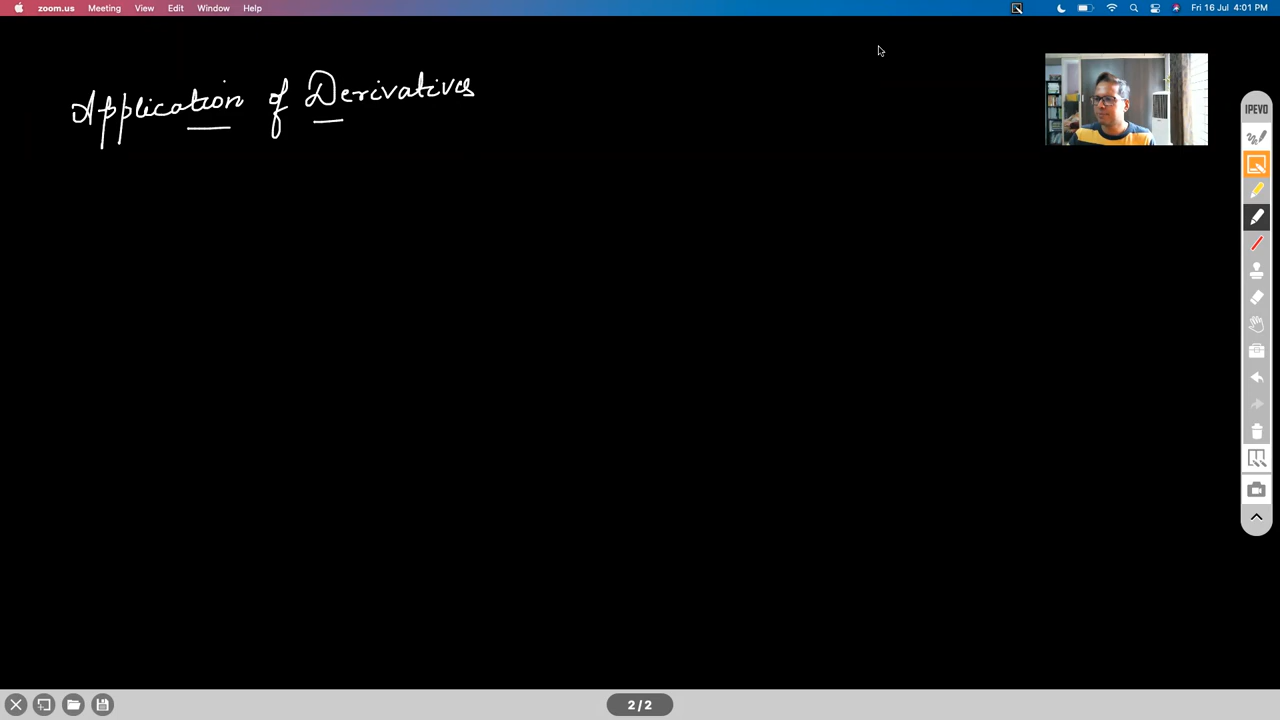 zoom.us Meeting View Edit Window Help Fri 16 Jul 4:01 PM
Application of Derivatives
IPEVO
2/2